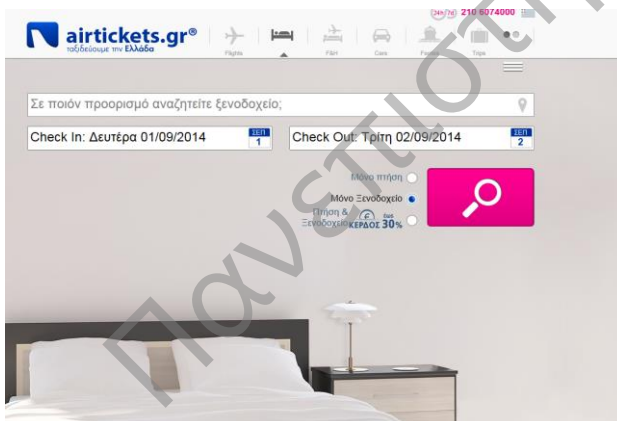 24h/7d 210 6074000
airtickets.gr®
ταξιδεύουμε την Ελλάδα
Flights
F&H
Cars
Ferries
Trips
Σε ποιόν προορισμό αναζητείτε ξενοδοχείο;
Check In: Δευτέρα 01/09/2014
ΣΕΠ
1
Check Out: Τρίτη 02/09/2014
ΣΕΠ
2
Μόνο πτήση
Μόνο Ξενοδοχείο
Πτήση &
Ξενοδοχείο ΚΕΡΔΟΣ έως 30%
Πανεπιστη